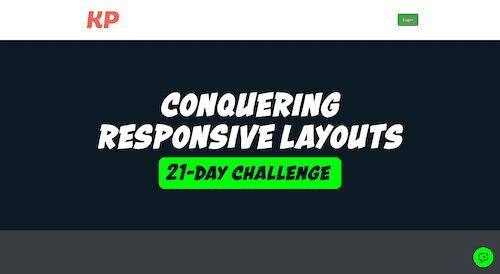 KP
Login
CONQUERING
RESPONSIVE LAYOUTS
21-DAY CHALLENGE